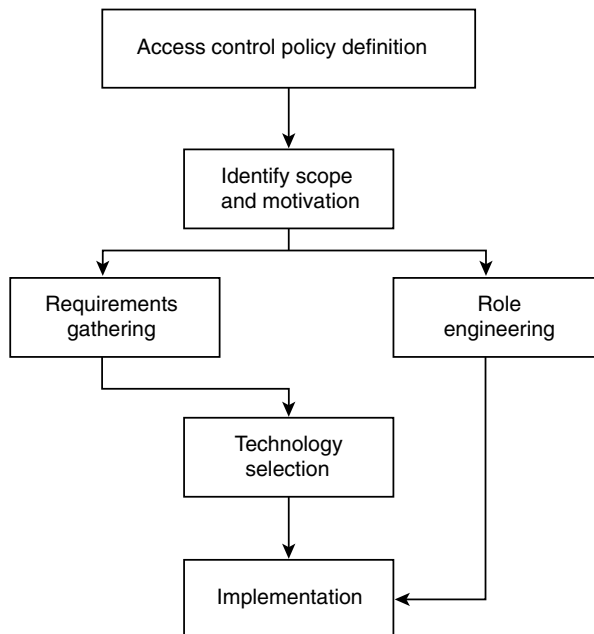 Access control policy definition
Identify scope
and motivation
Requirements
gathering
Role
engineering
Technology
selection
Implementation